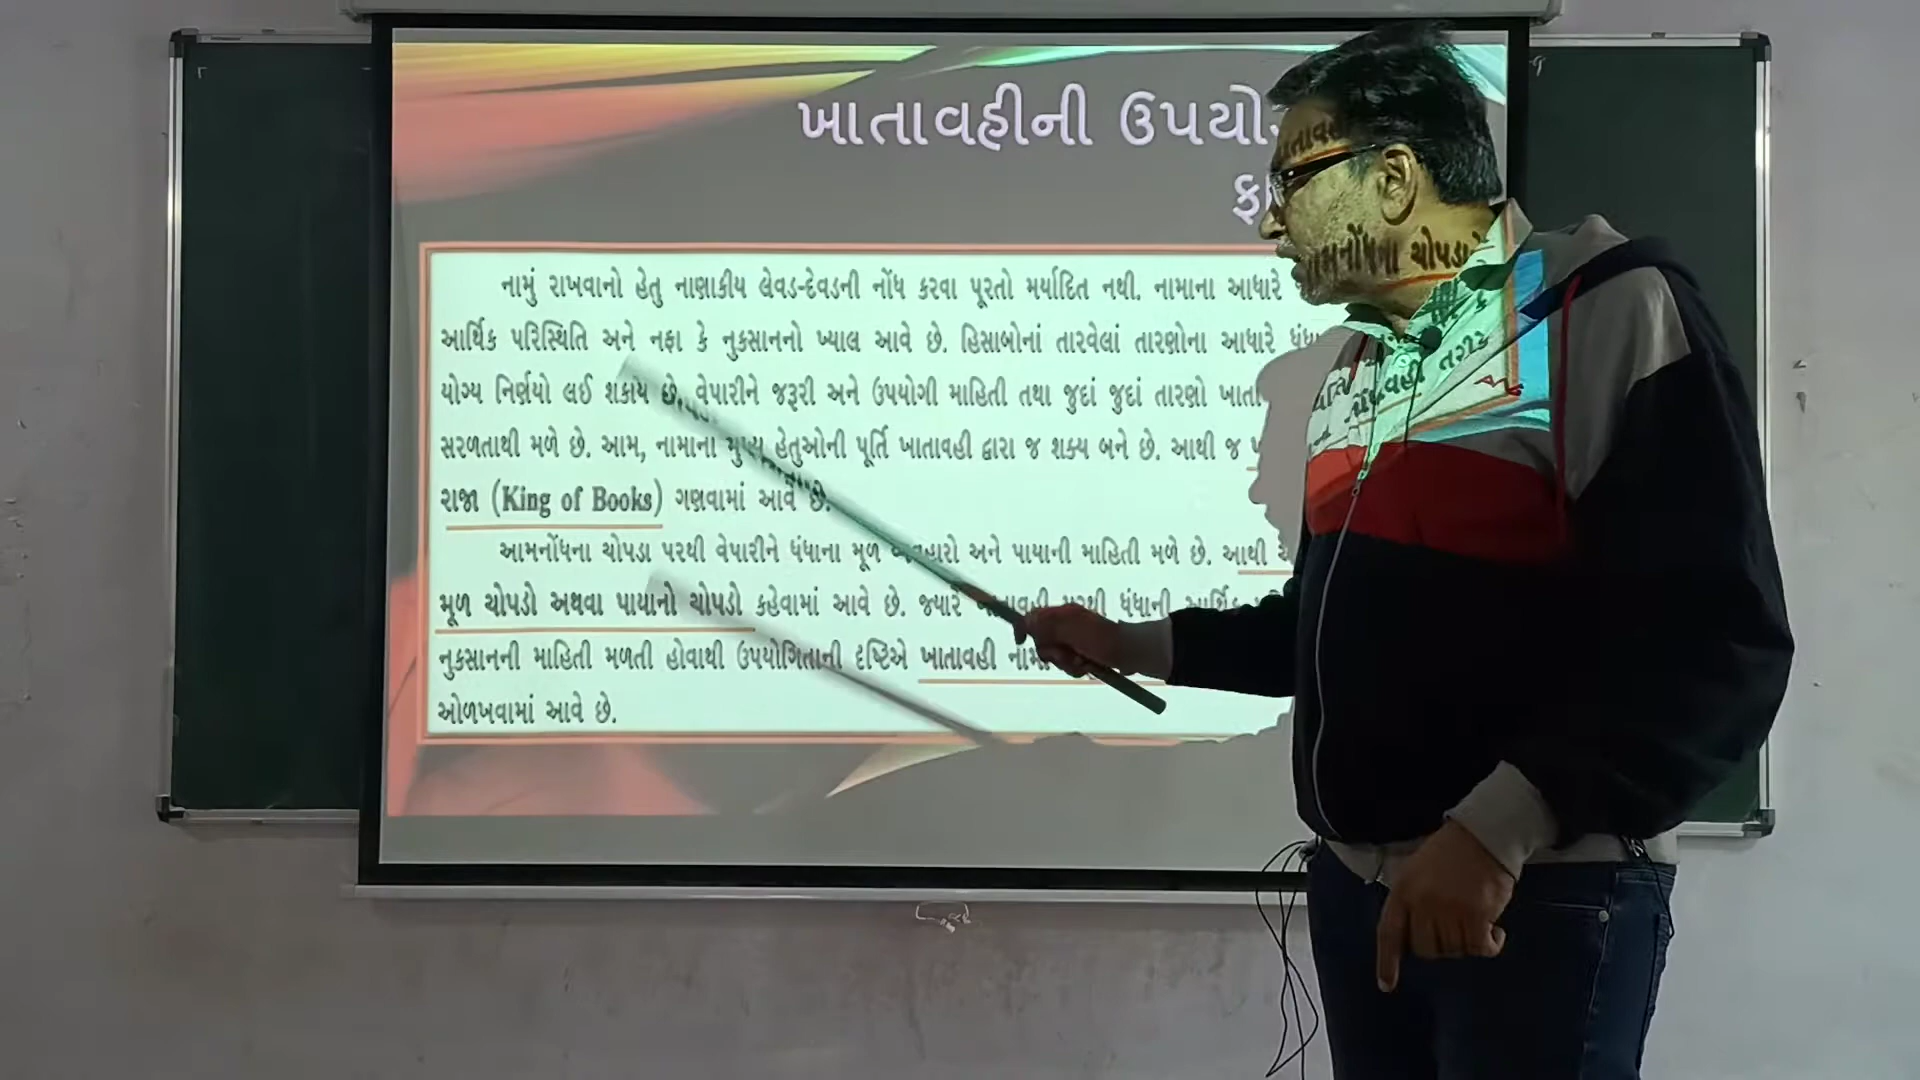 ખાતાવહીની
નામું રાખવાનો હેતુ નાણાકીય લેવડ-દેવડની નોંધ કરવા પૂરતો મર્યાદિત નથી. નામાના આધારે
આર્થિક પરિસ્થિતિ અને નફા કે નુકસાનનો ખ્યાલ આવે છે. હિસાબોનાં તારવેલાં તારણોના આધારે
યોગ્ય નિર્ણયો લઈ શકાય છે. વેપારીને જરૂરી અને ઉપયોગી માહિતી તથા જુદાં જુદાં તારણો
સરળતાથી મળે છે. આમ, નામાના મુખ્ય હેતુઓની પૂર્તિ ખાતાવહી દ્વારા જ શક્ય બને છે. આથી જ
રાજા (King of Books) ગણવામાં આવે છે.
આમનોંધના ચોપડા પરથી વેપારીને ધંધાના મૂળ વ્યવહારો અને પાયાની માહિતી મળે છે. આથી
મૂળ ચોપડો અથવા પાયાનો ચોપડો કહેવામાં આવે છે. જ્યારે ખાતાવહી પરથી ધંધાની આર્થિક
નુકસાનની માહિતી મળતી હોવાથી ઉપયોગિતાની દૃષ્ટિએ ખાતાવહી
ઓળખવામાં આવે છે.